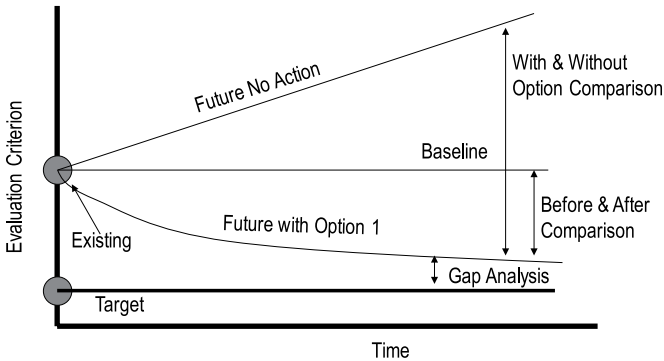 Evaluation Criterion
Future No Action
With & Without
Option Comparison
Baseline
Before & After
Comparison
Existing
Future with Option 1
Gap Analysis
Target
Time